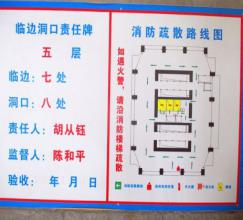 临边洞口责任牌
五 层
临边：七 处
洞口：八 处
责任人：胡从钰
监督人：陈和平
验收： 年 月 日
消防疏散路线图
如遇火警，请沿消防楼梯疏散